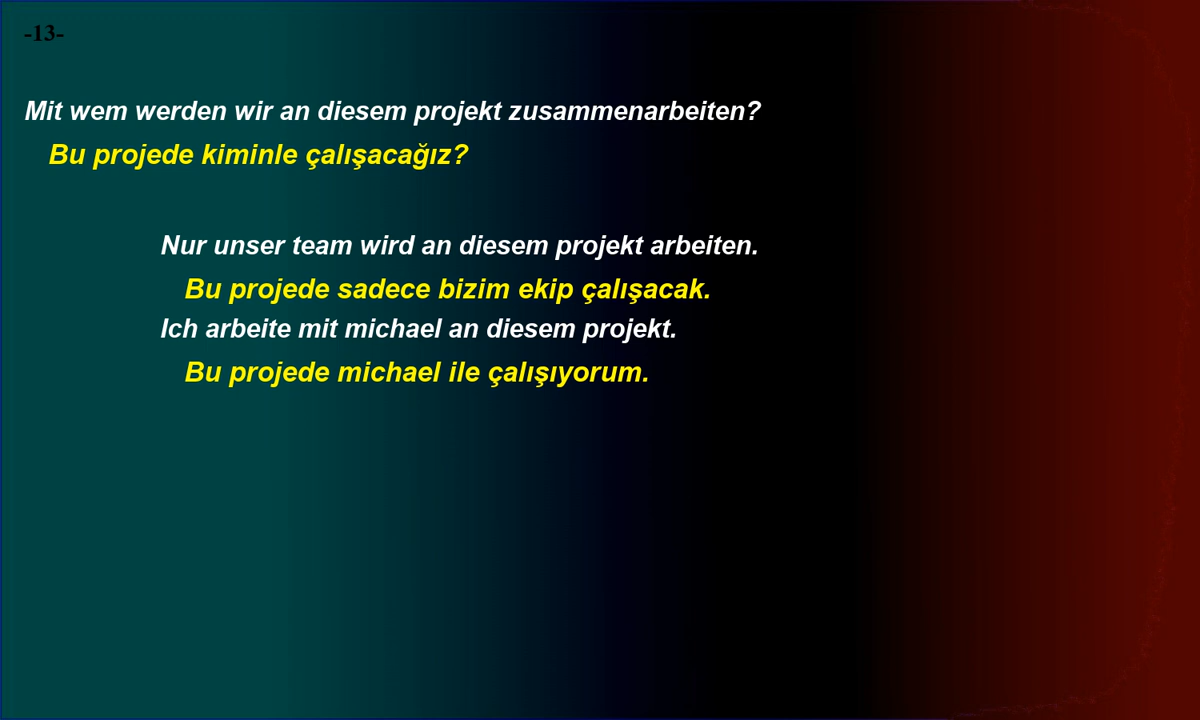 -13-
Mit wem werden wir an diesem projekt zusammenarbeiten?
Bu projede kiminle çalışacağız?
Nur unser team wird an diesem projekt arbeiten.
Bu projede sadece bizim ekip çalışacak.
Ich arbeite mit michael an diesem projekt.
Bu projede michael ile çalışıyorum.